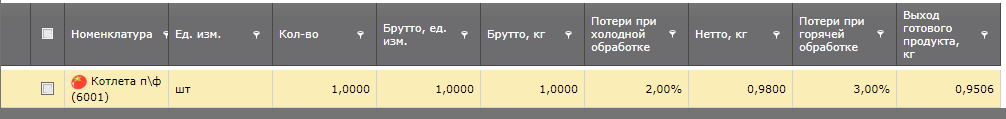 Номенклатура
Ед. изм.
Кол-во
Брутто, ед.
изм.
Брутто, кг
Потери при
холодной
обработке
Нетто, кг
Потери при
горячей
обработке
Выход
готового
продукта,
кг
Котлета п\ф
(6001)
шт
1,0000
1,0000
1,0000
2,00%
0,9800
3,00%
0,9506